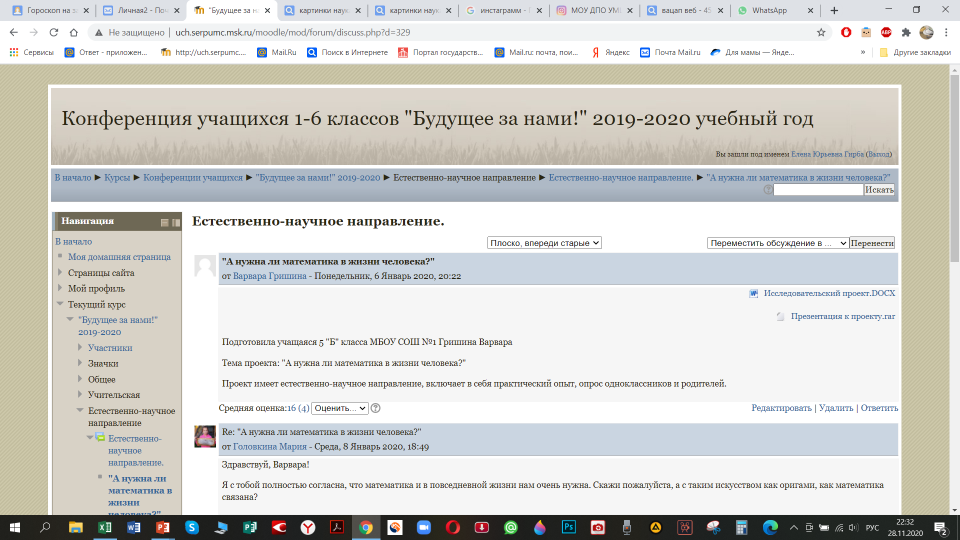 Гороскоп на за
Личная2 - Поч
"Будущее за н
картинки наук
картинки наук
инстаграмм -
МОУ ДПО УМ
вацап веб - 45
WhatsApp
Не защищено | uch.serpumc.msk.ru/moodle/mod/forum/discuss.php?d=329
Сервисы
Ответ - приложен...
http://uch.serpumc....
Mail.Ru
Поиск в Интернете
Портал государств...
Mail.ru: почта, пои...
Яндекс
Почта Mail.ru
Для мамы — Янде...
» Другие закладки
Конференция учащихся 1-6 классов "Будущее за нами!" 2019-2020 учебный год
Вы зашли под именем Елена Юрьевна Гирба (Выход)
В начало ► Курсы ► Конференции учащихся ► "Будущее за нами!" 2019-2020 ► Естественно-научное направление ► Естественно-научное направление. ► "А нужна ли математика в жизни человека?"
Искать
Навигация
В начало
Моя домашняя страница
Страницы сайта
Мой профиль
Текущий курс
"Будущее за нами!"
2019-2020
Участники
Значки
Общее
Учительская
Естественно-научное
направление
Естественно-
научное
направление.
"А нужна ли
математика в
жизни
человека?"
Естественно-научное направление.
Плоско, впереди старые
Переместить обсуждение в ...
Перенести
"А нужна ли математика в жизни человека?"
от Варвара Гришина - Понедельник, 6 Январь 2020, 20:22
Исследовательский проект.DOCX
Презентация к проекту.rar
Подготовила учащаяся 5 "Б" класса МБОУ СОШ №1 Гришина Варвара
Тема проекта: "А нужна ли математика в жизни человека?"
Проект имеет естественно-научное направление, включает в себя практический опыт, опрос одноклассников и родителей.
Средняя оценка:16 (4) Оценить...
Редактировать | Удалить | Ответить
Re: "А нужна ли математика в жизни человека?"
от Головкина Мария - Среда, 8 Январь 2020, 18:49
Здравствуй, Варвара!
Я с тобой полностью согласна, что математика и в повседневной жизни нам очень нужна. Скажи пожалуйста, а с таким искусством как оригами, как математика
связана?
РУС
22:32
28.11.2020
2